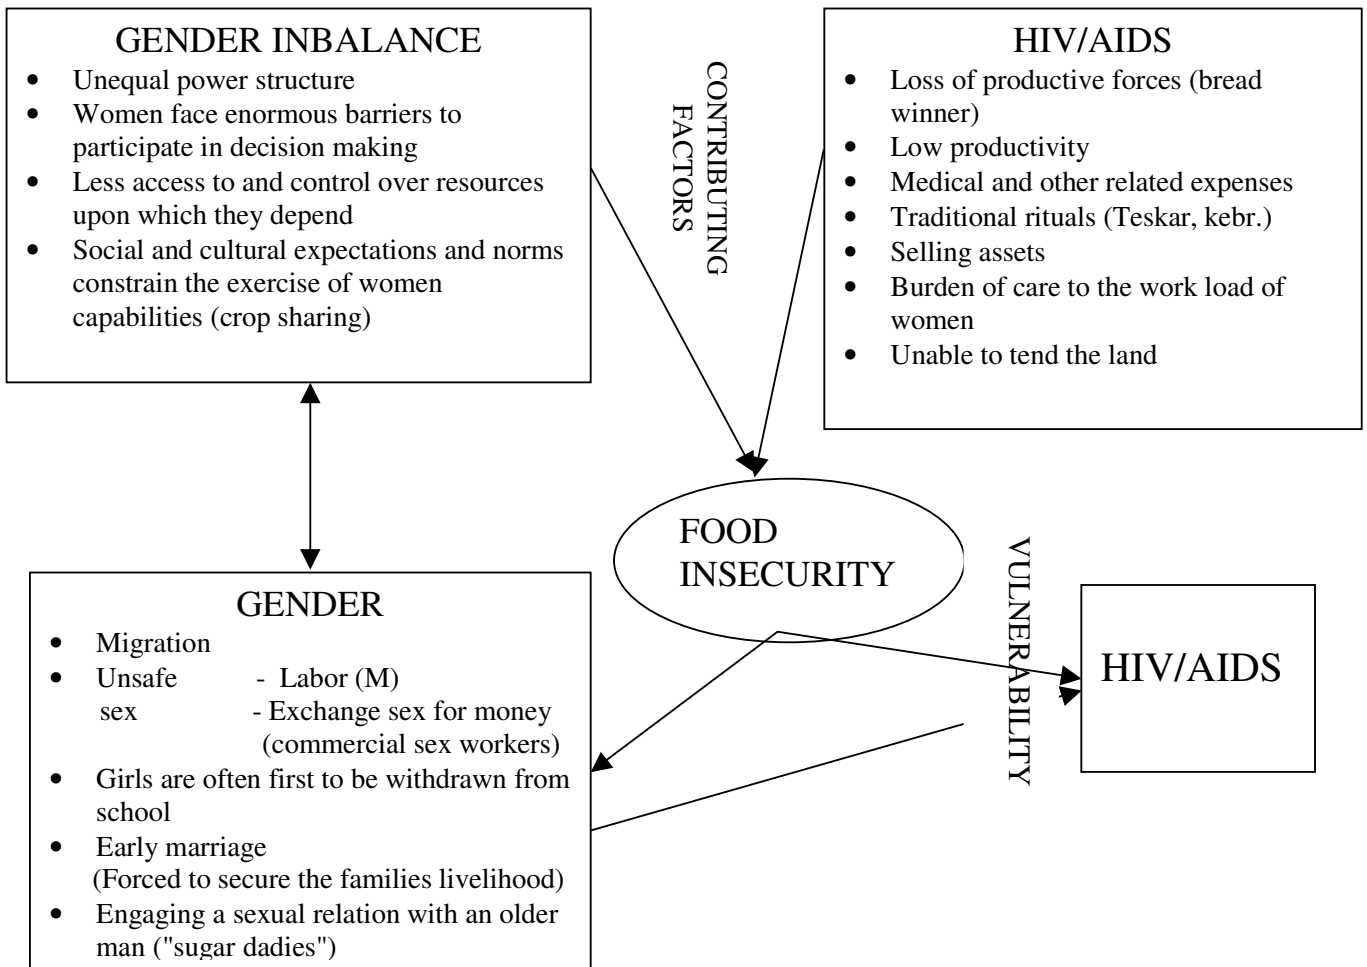 GENDER INBALANCE
• Unequal power structure
• Women face enormous barriers to
participate in decision making
• Less access to and control over resources
upon which they depend
• Social and cultural expectations and norms
constrain the exercise of women
capabilities (crop sharing)
CONTRIBUTING
FACTORS
HIV/AIDS
• Loss of productive forces (bread
winner)
• Low productivity
• Medical and other related expenses
• Traditional rituals (Teskar, kebr.)
• Selling assets
• Burden of care to the work load of
women
• Unable to tend the land
FOOD
INSECURITY
VULNERABILITY
HIV/AIDS
GENDER
• Migration
• Unsafe - Labor (M)
sex - Exchange sex for money
(commercial sex workers)
• Girls are often first to be withdrawn from
school
• Early marriage
(Forced to secure the families livelihood)
• Engaging a sexual relation with an older
man ("sugar dadies")